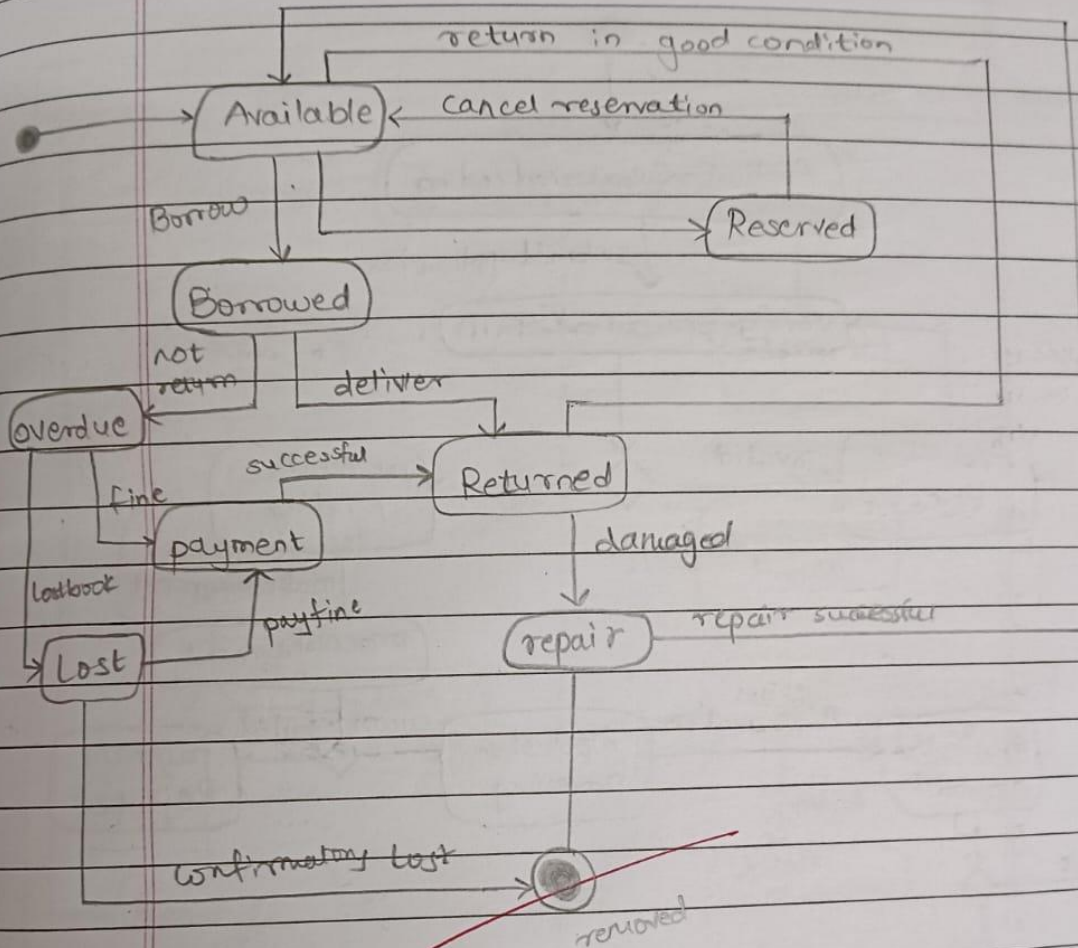 return in good condition
Available
cancel reservation
Borrow
Reserved
Borrowed
not
return
deliver
overdue
successful
Returned
fine
payment
damaged
lostbook
payfine
repair
repair successful
Lost
Lost
removed